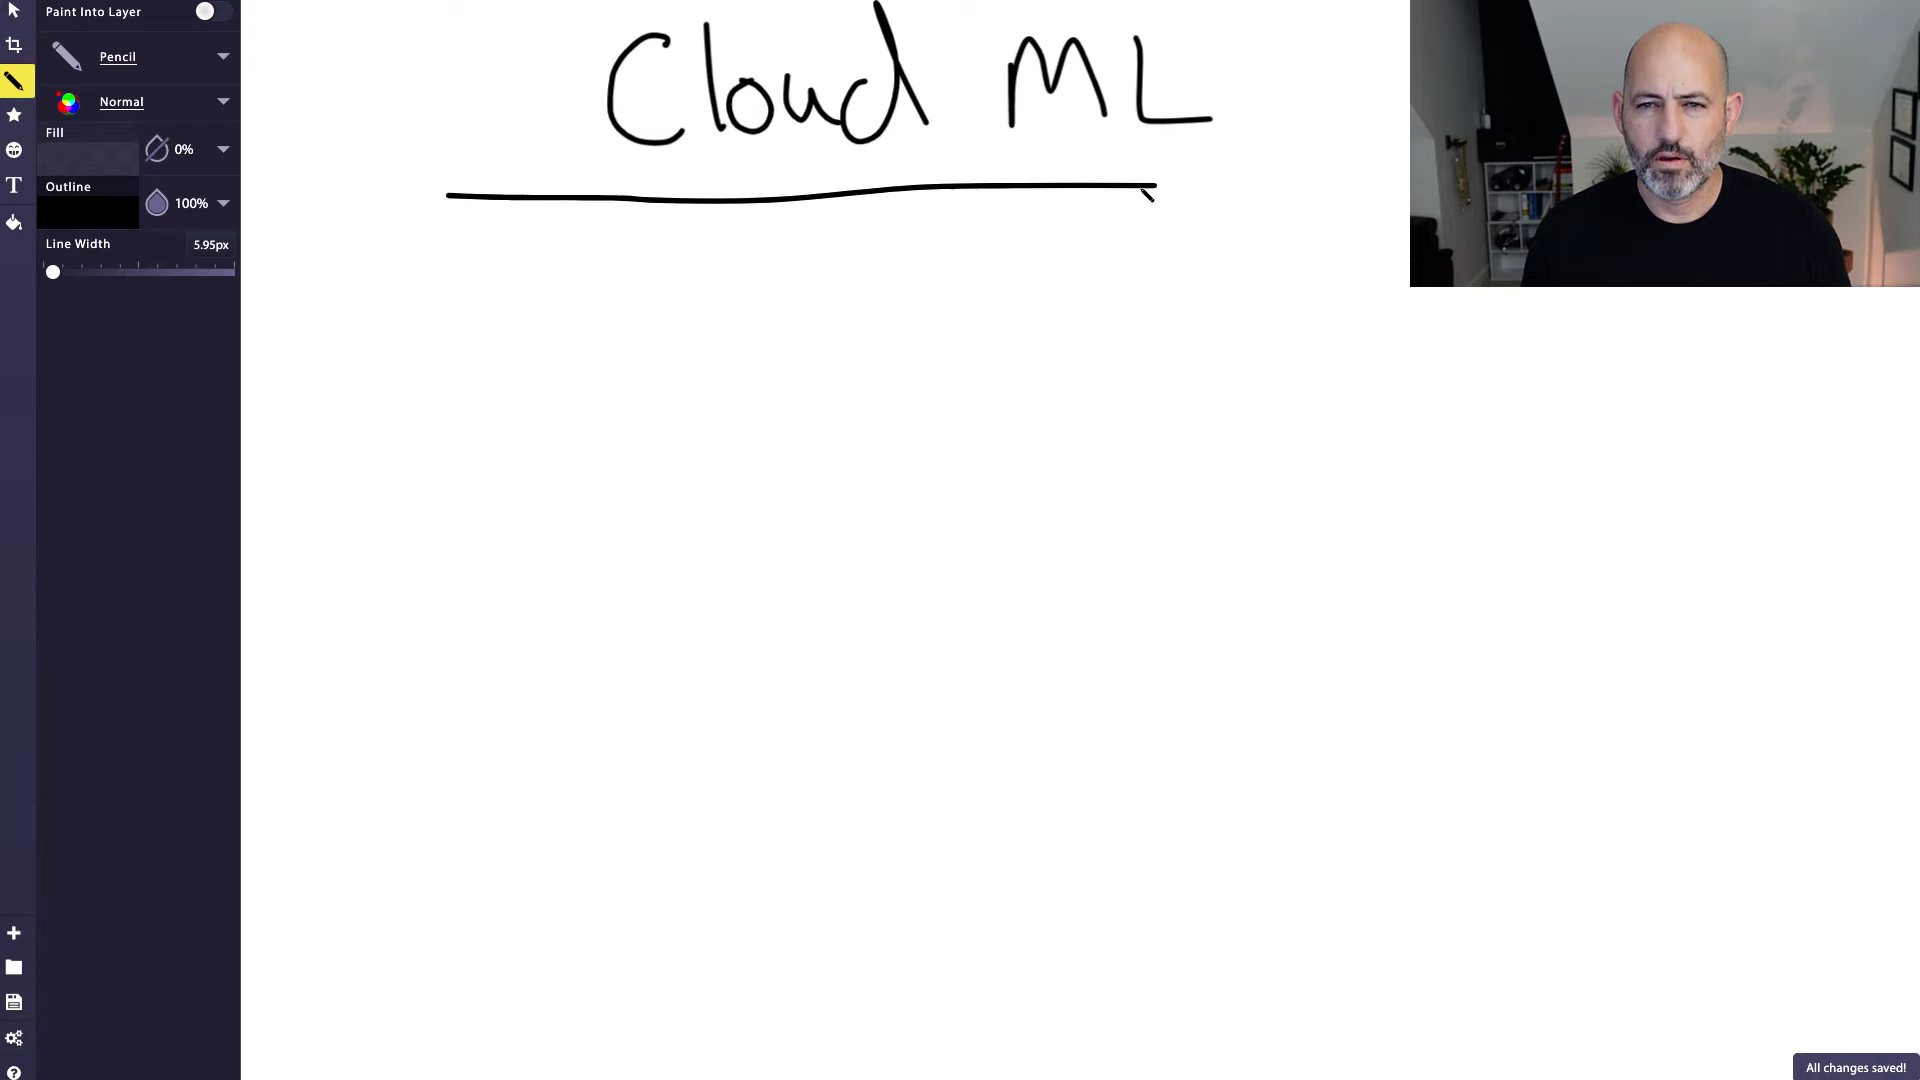 Paint Into Layer
Pencil
Normal
Fill
0%
Outline
100%
Line Width
5.95px
Cloud ML
All changes saved!